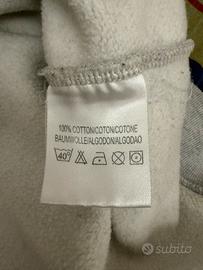 100% COTTON/COTON/COTONE
BAUMWOLLE/ALGODON/ALGODAO
40°
subito